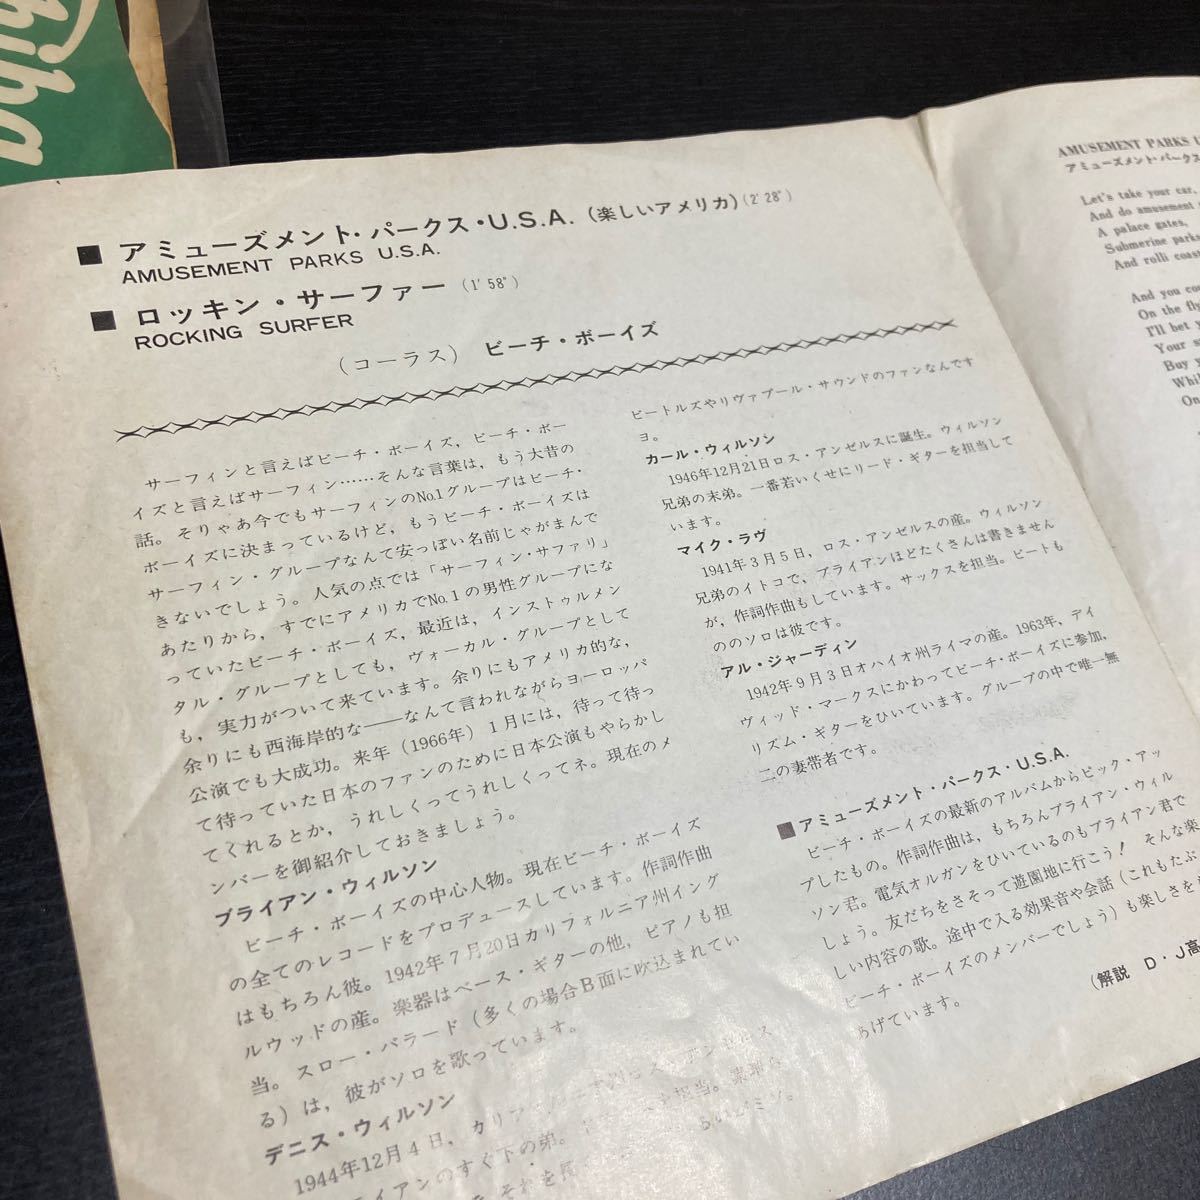 ■ アミューズメント・パークス・U.S.A.（楽しいアメリカ）(2′28″)
AMUSEMENT PARKS U.S.A.
■ ロッキン・サーファー (1′58″)
ROCKING SURFER
（コーラス） ビーチ・ボーイズ
サーフィンと言えばビーチ・ボーイズ，ビーチ・ボー
イズと言えばサーフィン……そんな言葉は，もう大昔の
話。そりゃあ今でもサーフィンのNo.1グループはビーチ・
ボーイズに決まっているけど，もうビーチ・ボーイズは
サーフィン・グループなんて安っぽい名前じゃがまんで
きないでしょう。人気の点では「サーフィン・サファリ」
あたりから，すでにアメリカでNo.1の男性グループにな
っていたビーチ・ボーイズ，最近は，インストゥルメン
タル・グループとしても，ヴォーカル・グループとして
も，実力がついて来ています。余りにもアメリカ的な，
余りにも西海岸的な――なんて言われながらヨーロッパ
公演でも大成功。来年（1966年）1月には，待って待っ
て待っていた日本のファンのために日本公演もやらかし
てくれるとか，うれしくってうれしくってネ。現在のメ
ンバーを御紹介しておきましょう。
ブライアン・ウィルソン
ビーチ・ボーイズの中心人物。現在ビーチ・ボーイズ
の全てのレコードをプロデュースしています。作詞作曲
はもちろん彼。1942年7月20日カリフォルニア州イング
ルウッドの産。楽器はベース・ギターの他，ピアノも担
当。スロー・バラード（多くの場合B面に吹込まれてい
る）は，彼がソロを歌っています。
デニス・ウィルソン
1944年12月4日，カリ
イアンのすぐ下の弟。
担当。
それを
ビートルズやリヴァプール・サウンドのファンなんです
ョ。
カール・ウィルソン
1946年12月21日ロス・アンゼルスに誕生。ウィルソン
兄弟の末弟。一番若いくせにリード・ギターを担当して
います。
マイク・ラヴ
1941年3月5日，ロス・アンゼルスの産。ウィルソン
兄弟のイトコで，ブライアンほどたくさんは書きません
が，作詞作曲もしています。サックスを担当。ビートも
ののソロは彼です。
アル・ジャーディン
1942年9月3日オハイオ州ライマの産。1963年，デイ
ヴィッド・マークスにかわってビーチ・ボーイズに参加，
リズム・ギターをひいています。グループの中で唯一無
二の妻帯者です。
■アミューズメント・パークス・U.S.A.
ビーチ・ボーイズの最新のアルバムからピック・アッ
プしたもの。作詞作曲は，もちろんブライアン・ウィル
ソン君。電気オルガンをひいているのもブライアン君で
しょう。友だちをさそって遊園地に行こう！ そんな楽
しい内容の歌。途中で入る効果音や会話（これもたぶ
ビーチ・ボーイズのメンバーでしょう）も楽しさを
あげています。
（解説 D・J高
AMUSEMENT PARKS U
アミューズメント・パークス
Let's take your car,
And do amusement
A palace gates,
Submerine parks
And rolli coast
And you co
On the fly
I'll bet y
Your s
Buy y
Whil
On